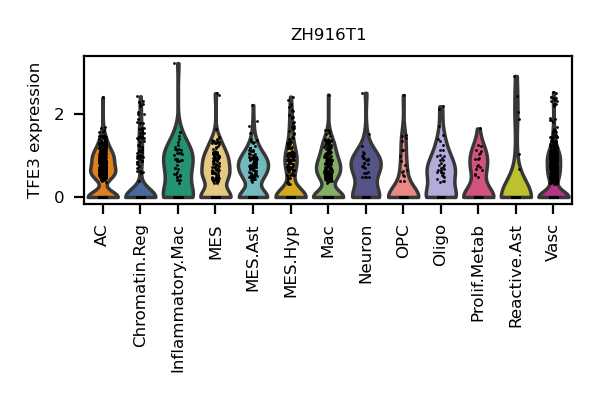 ZH916T1
TFE3 expression
2
0
AC
Chromatin.Reg
Inflammatory.Mac
MES
MES.Ast
MES.Hyp
Mac
Neuron
OPC
Oligo
Prolif.Metab
Reactive.Ast
Vasc